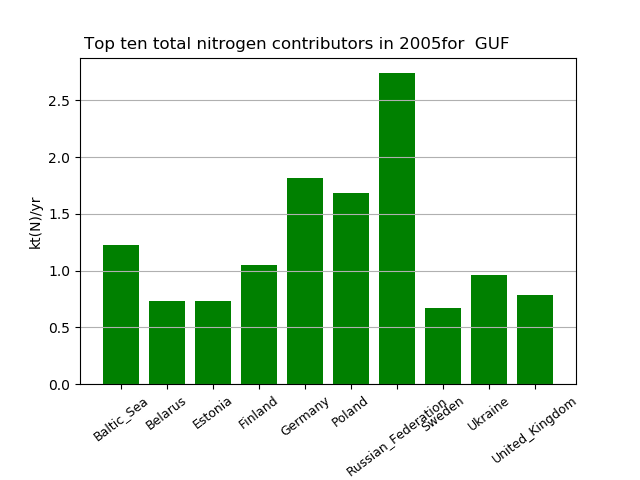 Top ten total nitrogen contributors in 2005for  GUF
kt(N)/yr
2.5
2.0
1.5
1.0
0.5
0.0
Baltic_Sea
Belarus
Estonia
Finland
Germany
Poland
Russian_Federation
Sweden
Ukraine
United_Kingdom